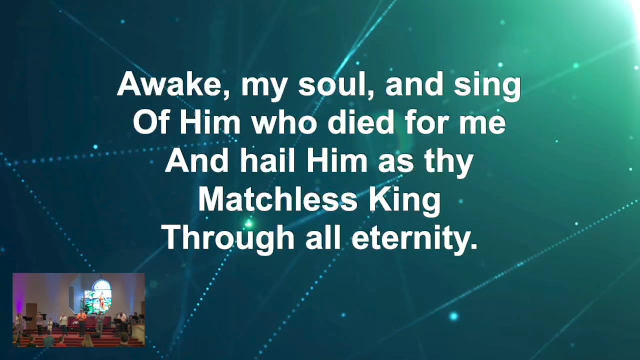 Awake, my soul, and sing
Of Him who died for me
And hail Him as thy
Matchless King
Through all eternity.